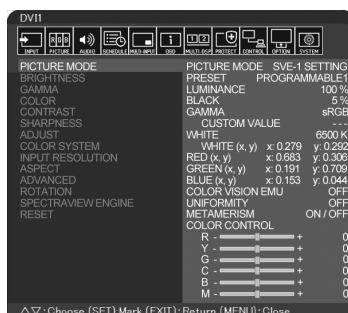 DVI1
INPUT PICTURE AUDIO SCHEDULE MULTI-INPUT OSD MULTI-DSP PROTECT CONTROL OPTION SYSTEM
PICTURE MODE
BRIGHTNESS
GAMMA
COLOR
CONTRAST
SHARPNESS
ADJUST
COLOR SYSTEM
INPUT RESOLUTION
ASPECT
ADVANCED
ROTATION
SPECTRAVIEW ENGINE
RESET
PICTURE MODE SVE-1 SETTING
PRESET PROGRAMMABLE1
LUMINANCE 100 %
BLACK 5 %
GAMMA sRGB
CUSTOM VALUE ---
WHITE 6500 K
WHITE (x, y) x: 0.279 y: 0.292
RED (x, y) x: 0.683 y: 0.306
GREEN (x, y) x: 0.191 y: 0.709
BLUE (x, y) x: 0.153 y: 0.044
COLOR VISION EMU OFF
UNIFORMITY OFF
METAMERISM ON / OFF
COLOR CONTROL
R - + 0
Y - + 0
G - + 0
C - + 0
B - + 0
M - + 0
△▽: Choose (SET):Mark (EXIT): Return (MENU): Close